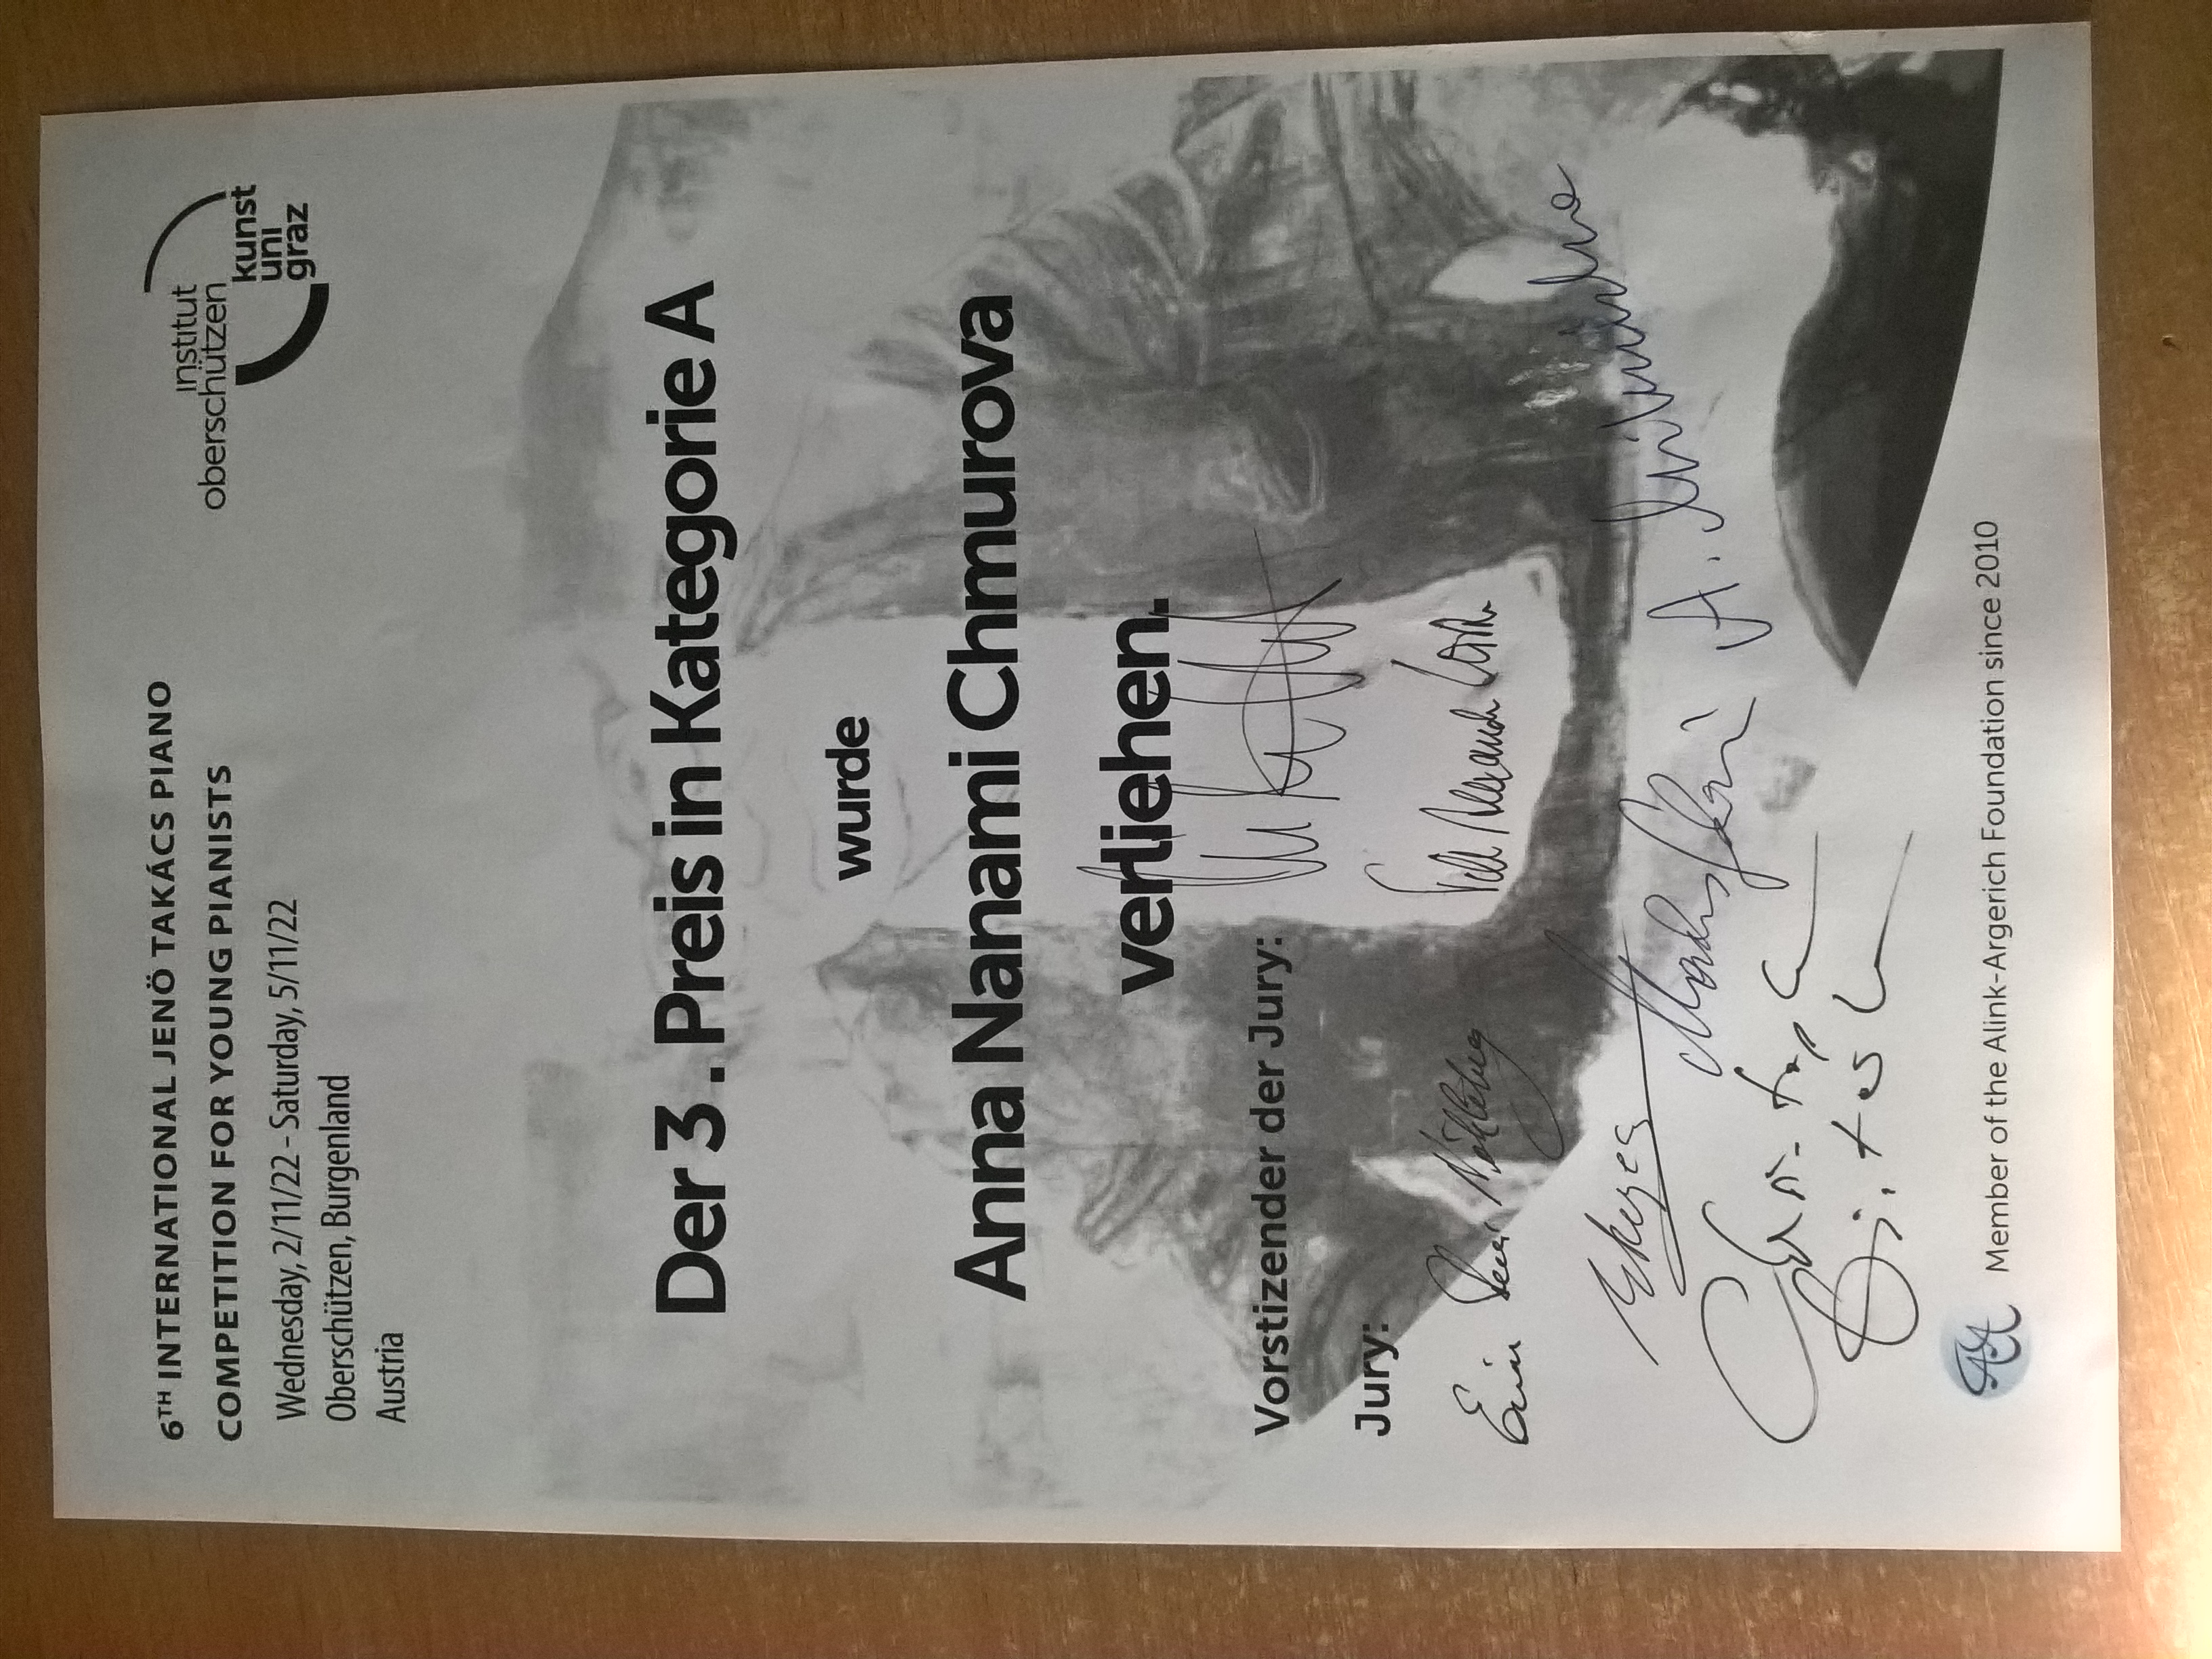 6TH INTERNATIONAL JENÖ TAKÁCS PIANO
COMPETITION FOR YOUNG PIANISTS
Wednesday, 2/11/22 - Saturday, 5/11/22
Oberschützen, Burgenland
Austria
institut
oberschützen
kunst
uni
graz
Der 3. Preis in Kategorie A
wurde
Anna Nanami Chmurova
verliehen.
Vorstizender der Jury:
Jury:
Member of the Alink-Argerich Foundation since 2010